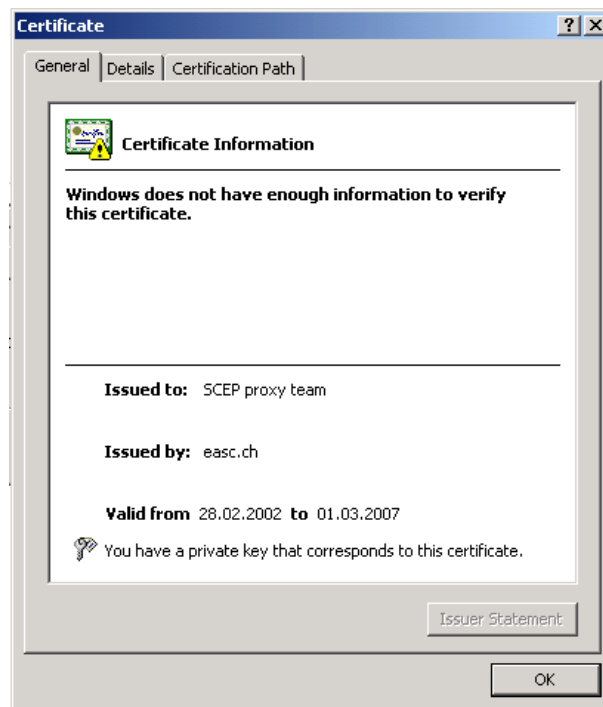 Certificate
General Details Certification Path
Certificate Information
Windows does not have enough information to verify
this certificate.
Issued to: SCEP proxy team
Issued by: easc.ch
Valid from 28.02.2002 to 01.03.2007
You have a private key that corresponds to this certificate.
Issuer Statement
OK